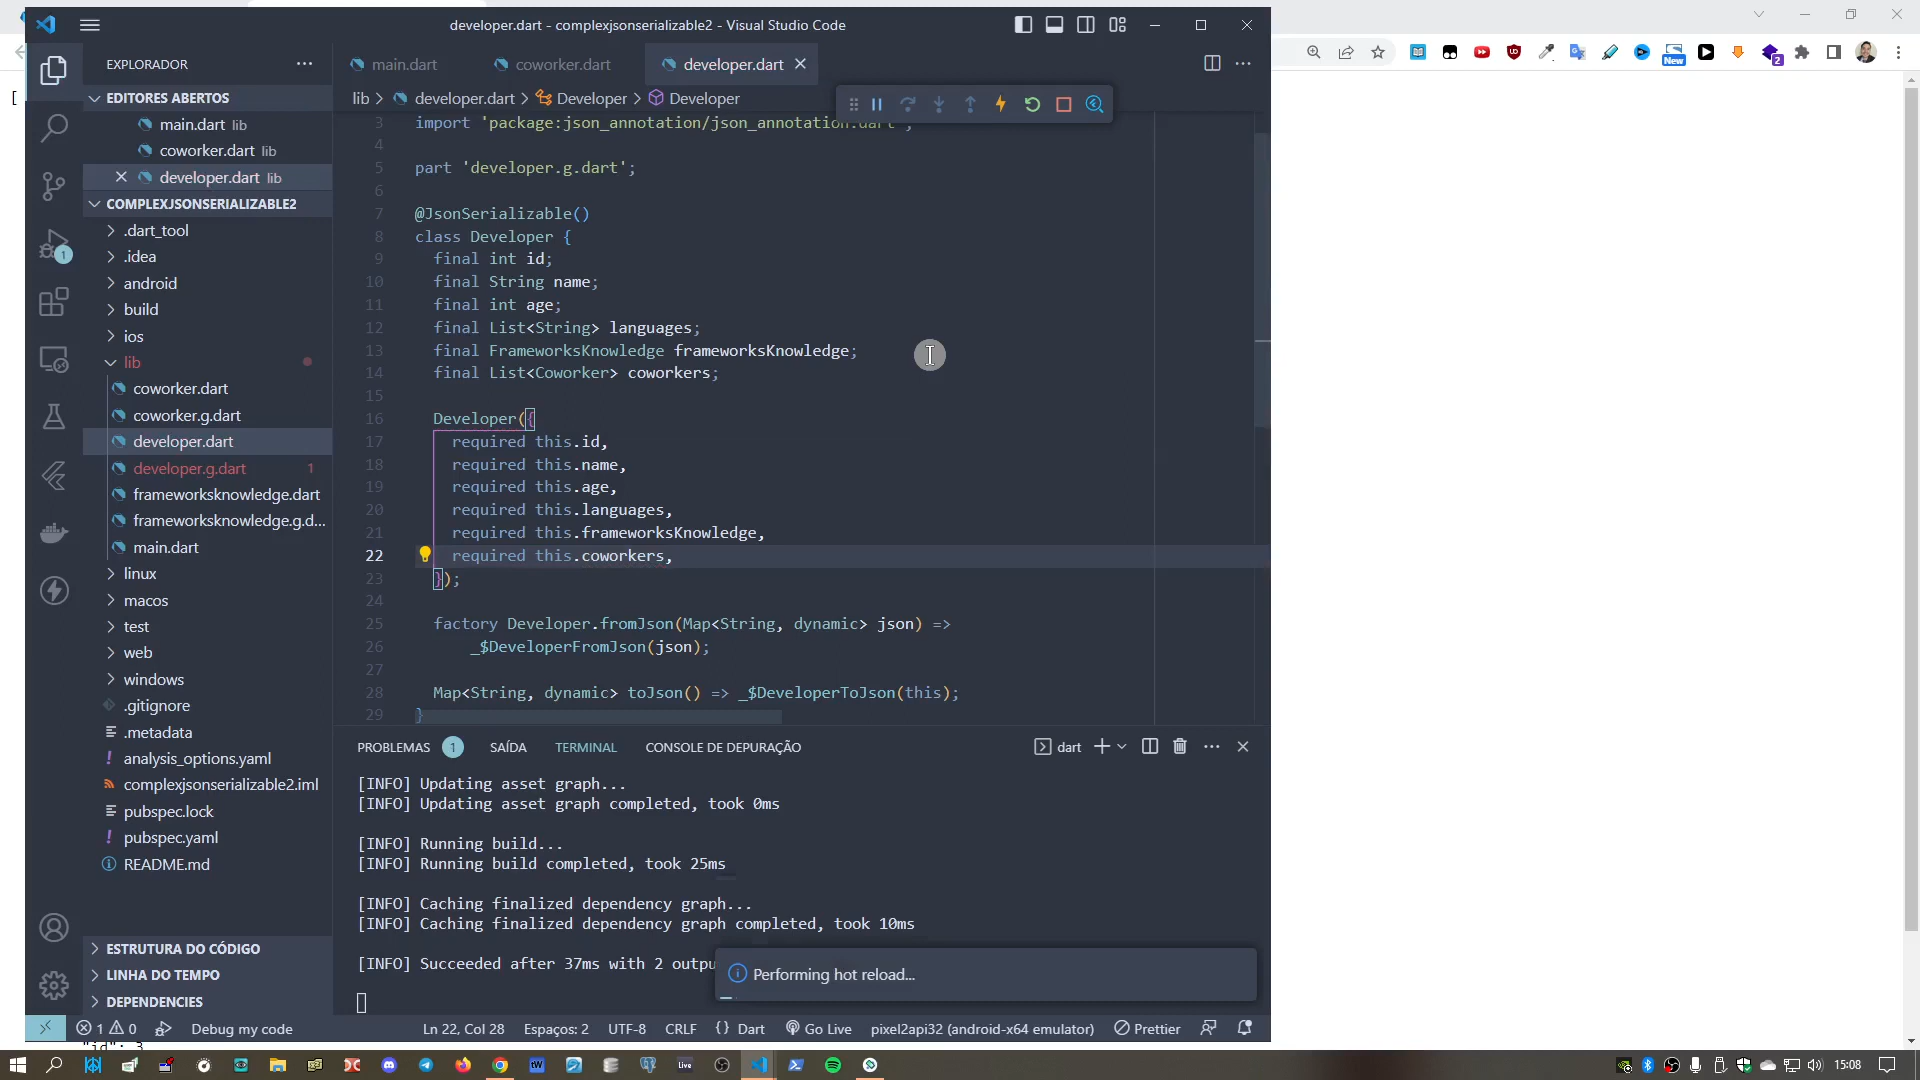 developer.dart - complexjsonserializable2 - Visual Studio Code
EXPLORADOR
EDITORES ABERTOS
main.dart lib
coworker.dart lib
developer.dart lib
COMPLEXJSONSERIALIZABLE2
.dart_tool
.idea
android
build
ios
lib
coworker.dart
coworker.g.dart
developer.dart
developer.g.dart 1
frameworksknowledge.dart
frameworksknowledge.g.d...
main.dart
linux
macos
test
web
windows
.gitignore
.metadata
analysis_options.yaml
complexjsonserializable2.iml
pubspec.lock
pubspec.yaml
README.md
ESTRUTURA DO CÓDIGO
LINHA DO TEMPO
DEPENDENCIES
1
main.dart coworker.dart developer.dart
lib > developer.dart > Developer > Developer
3 import 'package:json_annotation/json_annotation.dart';
4
5 part 'developer.g.dart';
6
7 @JsonSerializable()
8 class Developer {
9 final int id;
10 final String name;
11 final int age;
12 final List<String> languages;
13 final FrameworksKnowledge frameworksKnowledge;
14 final List<Coworker> coworkers;
15
16 Developer({
17 required this.id,
18 required this.name,
19 required this.age,
20 required this.languages,
21 required this.frameworksKnowledge,
22 required this.coworkers,
23 });
24
25 factory Developer.fromJson(Map<String, dynamic> json) =>
26 _$DeveloperFromJson(json);
27
28 Map<String, dynamic> toJson() => _$DeveloperToJson(this);
29 }
PROBLEMAS 1 SAÍDA TERMINAL CONSOLE DE DEPURAÇÃO dart
[INFO] Updating asset graph...
[INFO] Updating asset graph completed, took 0ms
[INFO] Running build...
[INFO] Running build completed, took 25ms
[INFO] Caching finalized dependency graph...
[INFO] Caching finalized dependency graph completed, took 10ms
[INFO] Succeeded after 37ms with 2 outpu
Performing hot reload...
1 0 Debug my code Ln 22, Col 28 Espaços: 2 UTF-8 CRLF {} Dart Go Live pixel2api32 (android-x64 emulator) Prettier
[
"id": 3
New
2
15:08